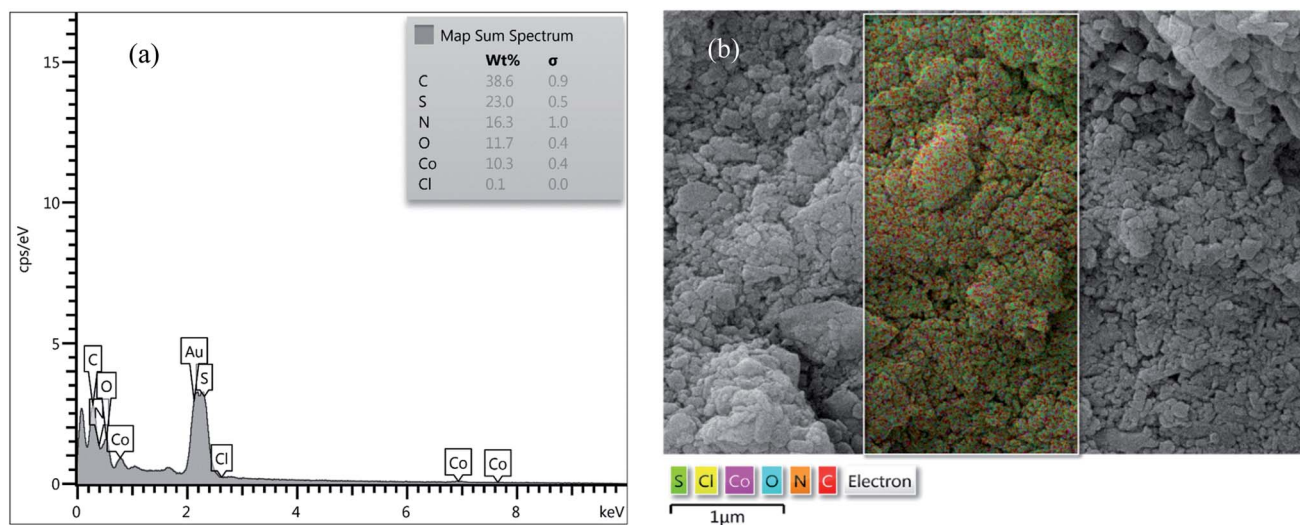 (a)
Map Sum Spectrum
Wt% σ
C 38.6 0.9
S 23.0 0.5
N 16.3 1.0
O 11.7 0.4
Co 10.3 0.4
Cl 0.1 0.0
cps/eV
15
10
5
0
C
O
N
Co
Au
S
Cl
Co
Co
0 2 4 6 8 keV
(b)
S Cl Co O N C Electron
1μm